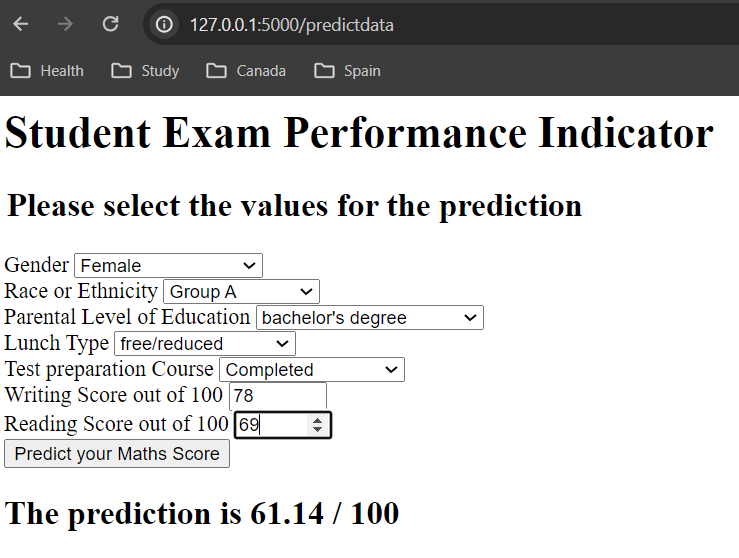 127.0.0.1:5000/predictdata
Health Study Canada Spain
Student Exam Performance Indicator
Please select the values for the prediction
Gender Female
Race or Ethnicity Group A
Parental Level of Education bachelor's degree
Lunch Type free/reduced
Test preparation Course Completed
Writing Score out of 100 78
Reading Score out of 100 69
Predict your Maths Score
The prediction is 61.14 / 100